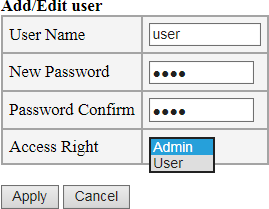 Add/Edit user
User Name user
New Password ••••
Password Confirm ••••
Access Right Admin
User
Apply Cancel